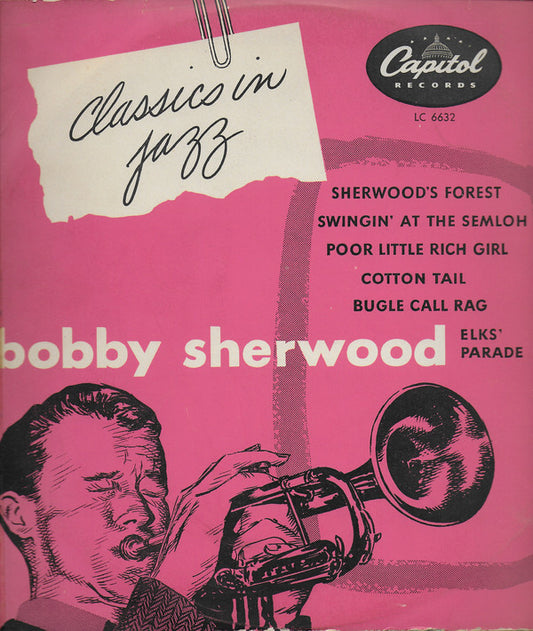 Classics in
jazz
Capitol
RECORDS
LC 6632
SHERWOOD'S FOREST
SWINGIN' AT THE SEMLOH
POOR LITTLE RICH GIRL
COTTON TAIL
BUGLE CALL RAG
ELKS'
PARADE
bobby sherwood